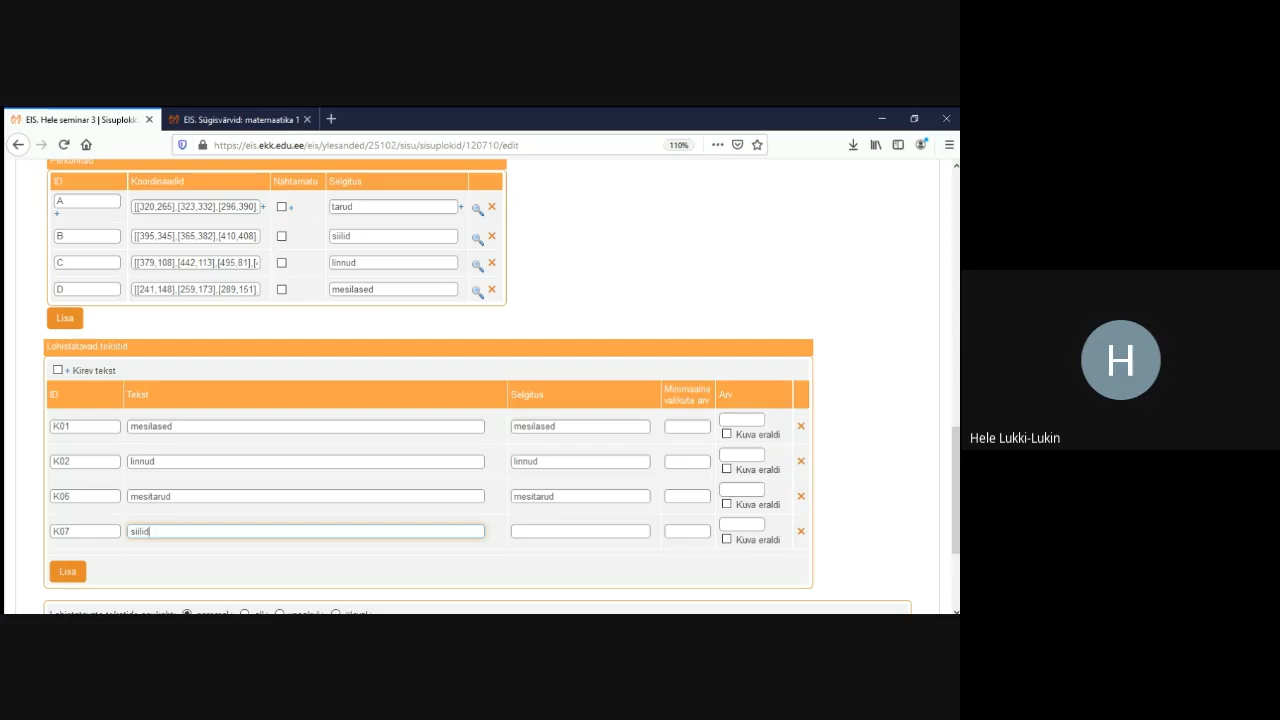 EIS. Hele seminar 3 | Sisuplokk
EIS. Sügisvärvid: matemaatika 1
https://eis.ekk.edu.ee/eis/ylesanded/25102/sisu/sisuplokid/120710/edit
110%
Piirkonnad
ID Koordinaadid Nähtamatu Selgitus
A + [[320,265],[323,332],[296,390] + + tarud +
B [[395,345],[365,382],[410,408] siilid
C [[379,108],[442,113],[495,81],[ linnud
D [[241,148],[259,173],[289,151], mesilased
Lisa
Lohistatavad tekstid
+ Kirev tekst
ID Tekst Selgitus Minimaalne valikute arv Arv
K01 mesilased mesilased Kuva eraldi
K02 linnud linnud Kuva eraldi
K06 mesitarud mesitarud Kuva eraldi
K07 siilid Kuva eraldi
Lisa
H
Hele Lukki-Lukin